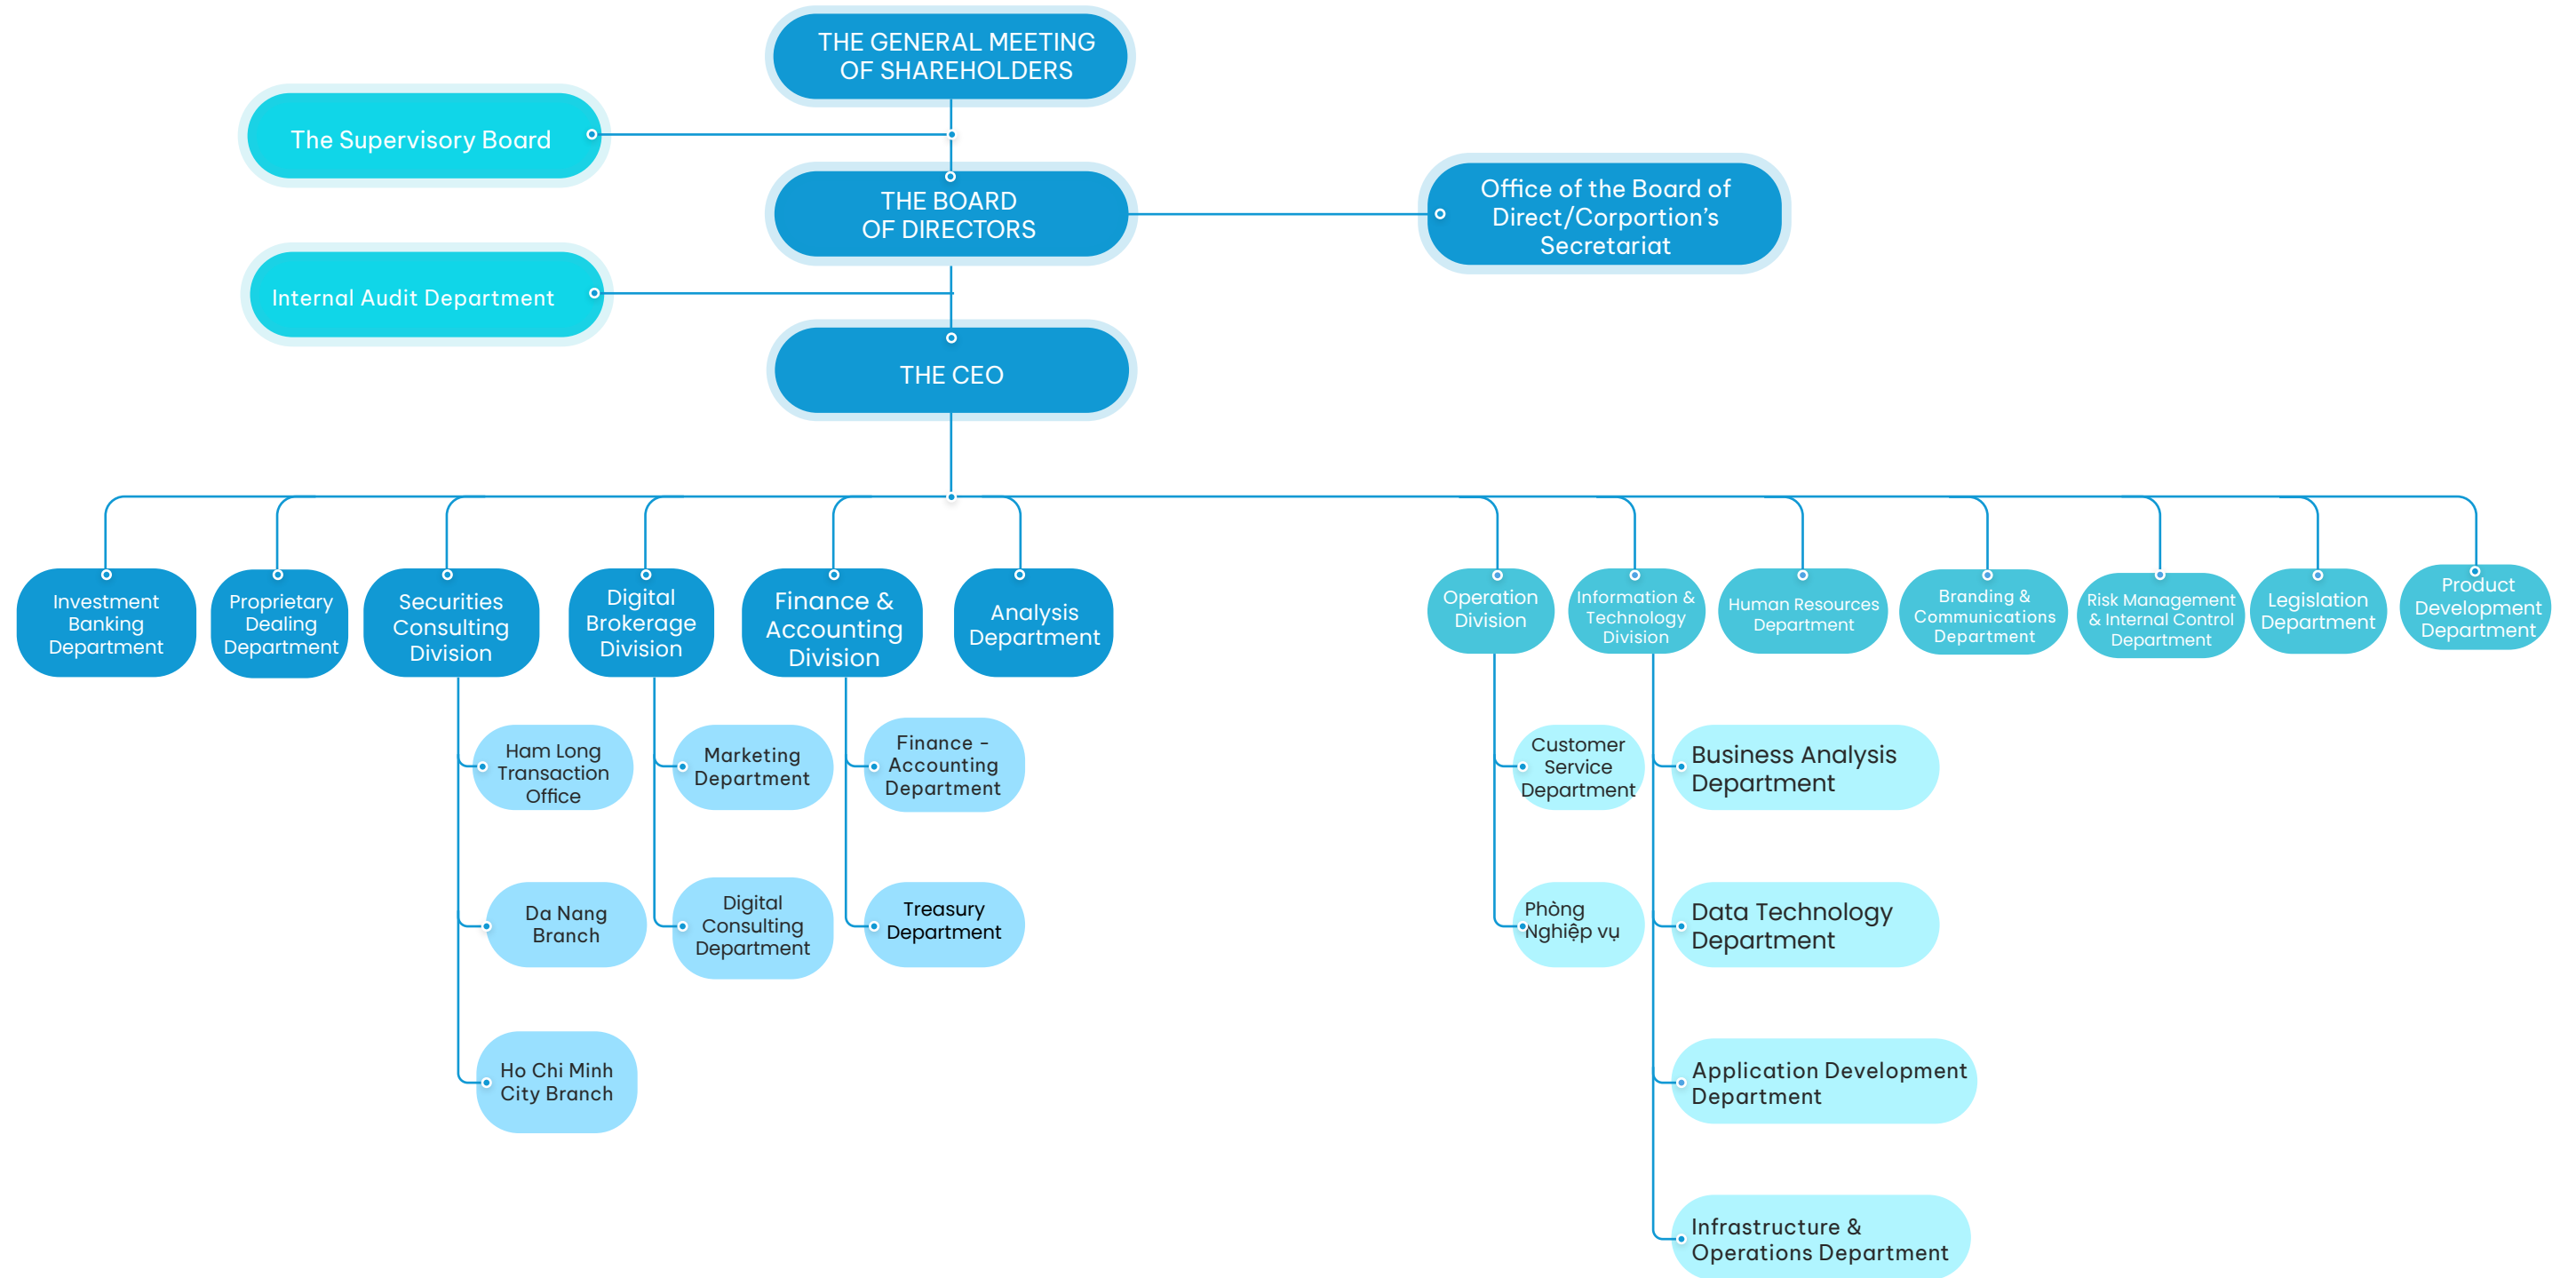 THE GENERAL MEETING
OF SHAREHOLDERS
The Supervisory Board
THE BOARD
OF DIRECTORS
Office of the Board of
Direct/Corportion’s
Secretariat
Internal Audit Department
THE CEO
Investment
Banking
Department
Proprietary
Dealing
Department
Securities
Consulting
Division
Digital
Brokerage
Division
Finance &
Accounting
Division
Analysis
Department
Operation
Division
Information &
Technology
Division
Human Resources
Department
Branding &
Communications
Department
Risk Management
& Internal Control
Department
Legislation
Department
Product
Development
Department
Ham Long
Transaction
Office
Marketing
Department
Finance -
Accounting
Department
Customer
Service
Department
Business Analysis
Department
Da Nang
Branch
Digital
Consulting
Department
Treasury
Department
Phòng
Nghiệp vụ
Data Technology
Department
Ho Chi Minh
City Branch
Application Development
Department
Infrastructure &
Operations Department